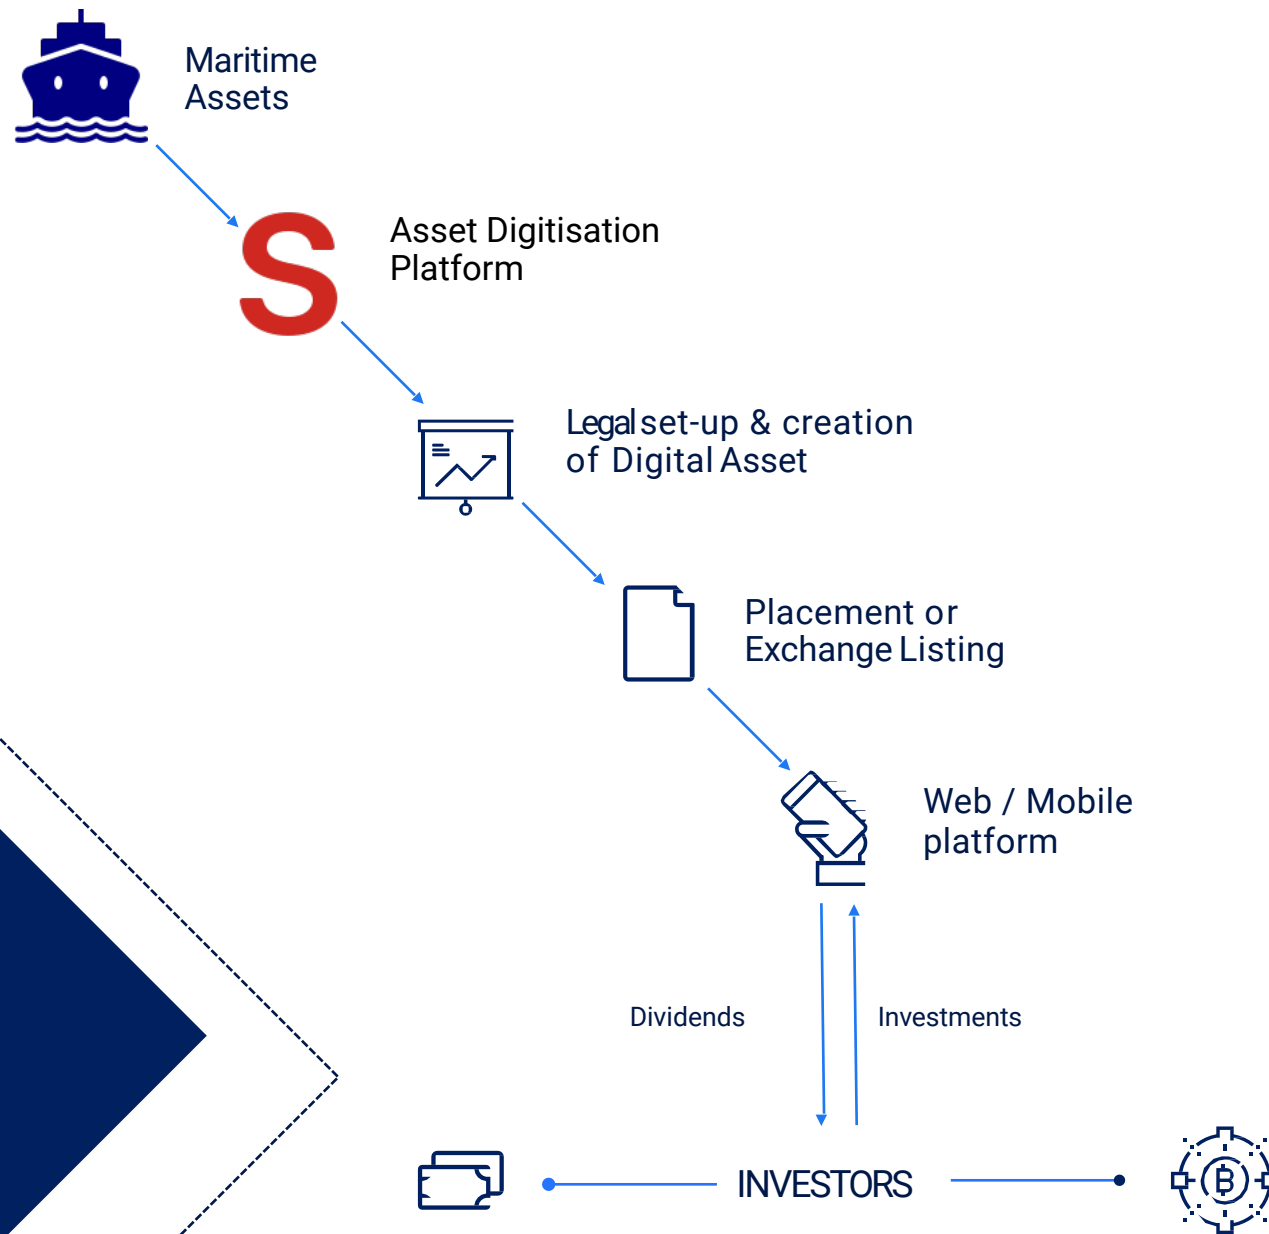 Maritime
Assets
S
Asset Digitisation
Platform
Legal set-up & creation
of Digital Asset
Placement or
Exchange Listing
Web / Mobile
platform
Dividends
Investments
INVESTORS
B